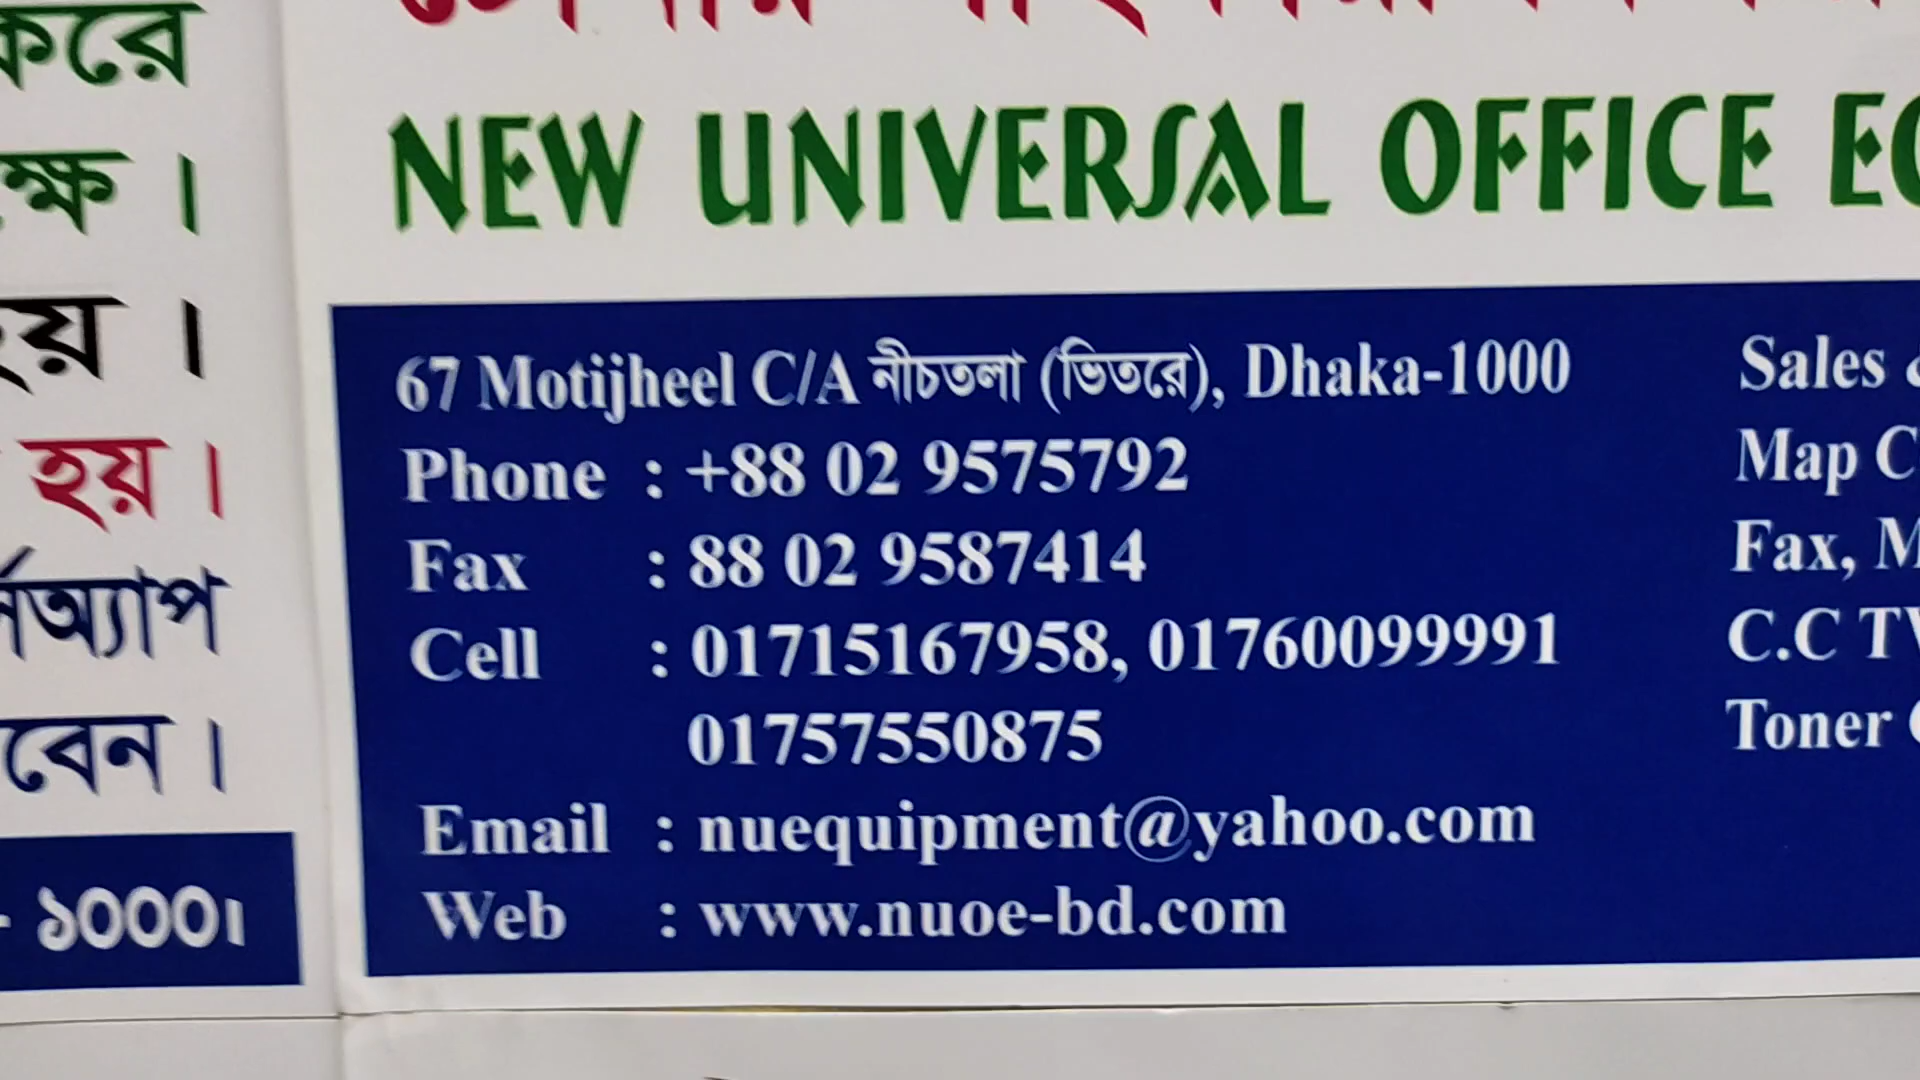 করে
। 
হয় ।
বেন ।
- ১০০০।
NEW UNIVERSAL OFFICE
67 Motijheel C/A নীচতলা (ভিতরে), Dhaka-1000
Phone : +88 02 9575792
Fax : 88 02 9587414
Cell : 01715167958, 01760099991
01757550875
Email : nuequipment@yahoo.com
Web : www.nuoe-bd.com
Sales
Map
Fax,
C.C
Toner